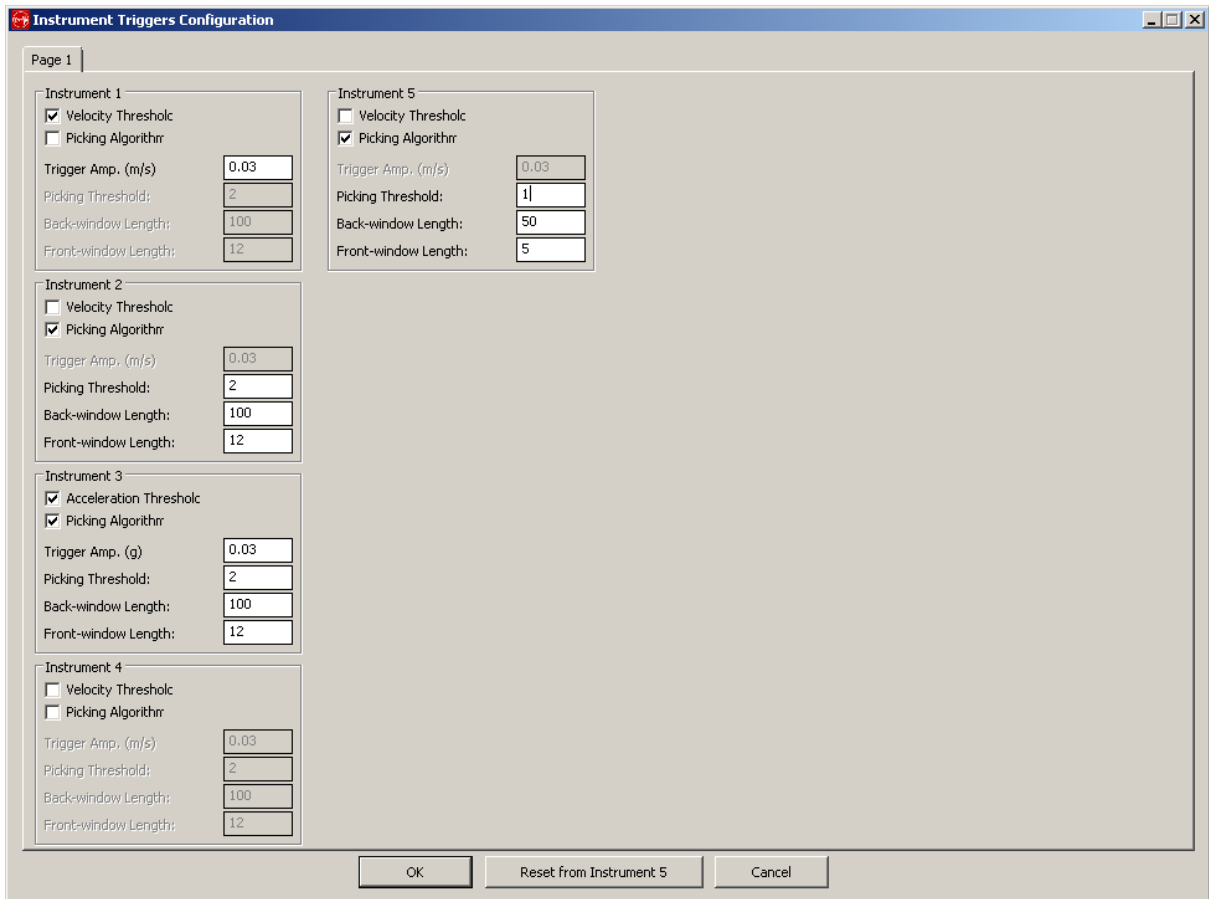 Instrument Triggers Configuration
Page 1
Instrument 1
Velocity Thresholc
Picking Algorithr
Trigger Amp. (m/s) 0.03
Picking Threshold: 2
Back-window Length: 100
Front-window Length: 12
Instrument 2
Velocity Thresholc
Picking Algorithr
Trigger Amp. (m/s) 0.03
Picking Threshold: 2
Back-window Length: 100
Front-window Length: 12
Instrument 3
Acceleration Thresholc
Picking Algorithr
Trigger Amp. (g) 0.03
Picking Threshold: 2
Back-window Length: 100
Front-window Length: 12
Instrument 4
Velocity Thresholc
Picking Algorithr
Trigger Amp. (m/s) 0.03
Picking Threshold: 2
Back-window Length: 100
Front-window Length: 12
Instrument 5
Velocity Thresholc
Picking Algorithr
Trigger Amp. (m/s) 0.03
Picking Threshold: 1
Back-window Length: 50
Front-window Length: 5
OK Reset from Instrument 5 Cancel